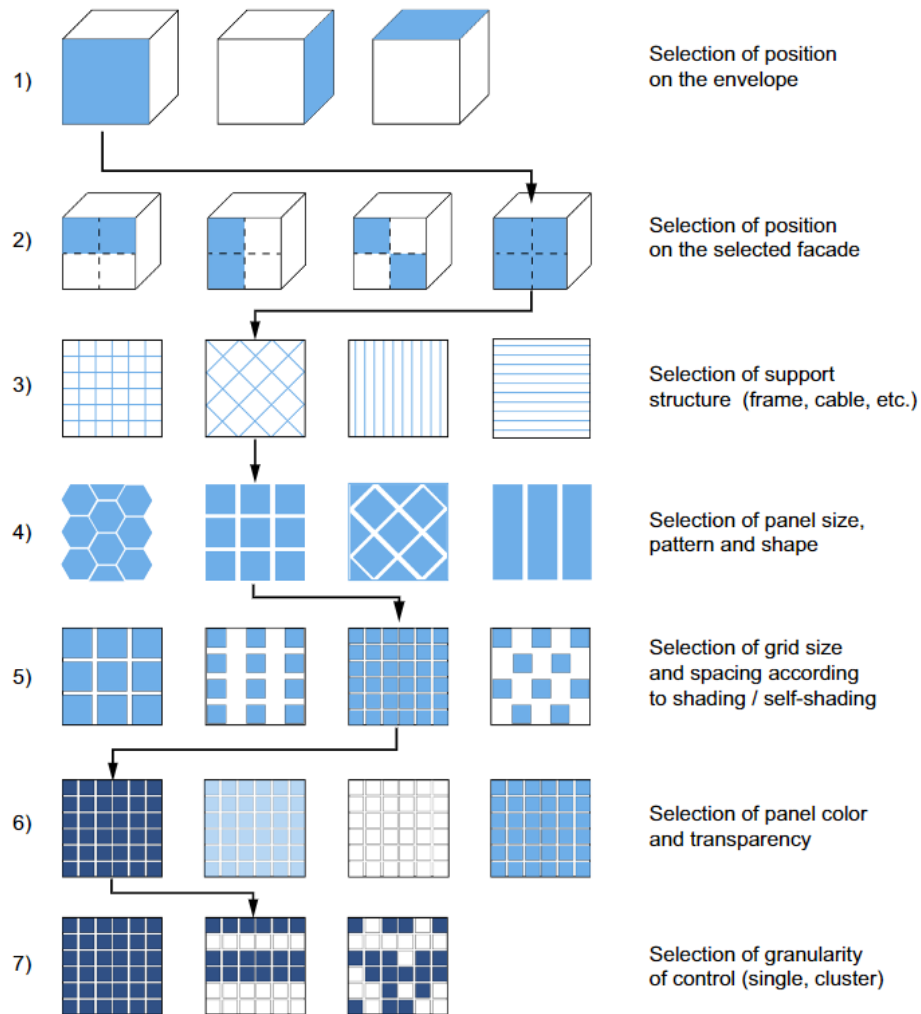 1)
Selection of position
on the envelope
2)
Selection of position
on the selected facade
3)
Selection of support
structure (frame, cable, etc.)
4)
Selection of panel size,
pattern and shape
5)
Selection of grid size
and spacing according
to shading / self-shading
6)
Selection of panel color
and transparency
7)
Selection of granularity
of control (single, cluster)